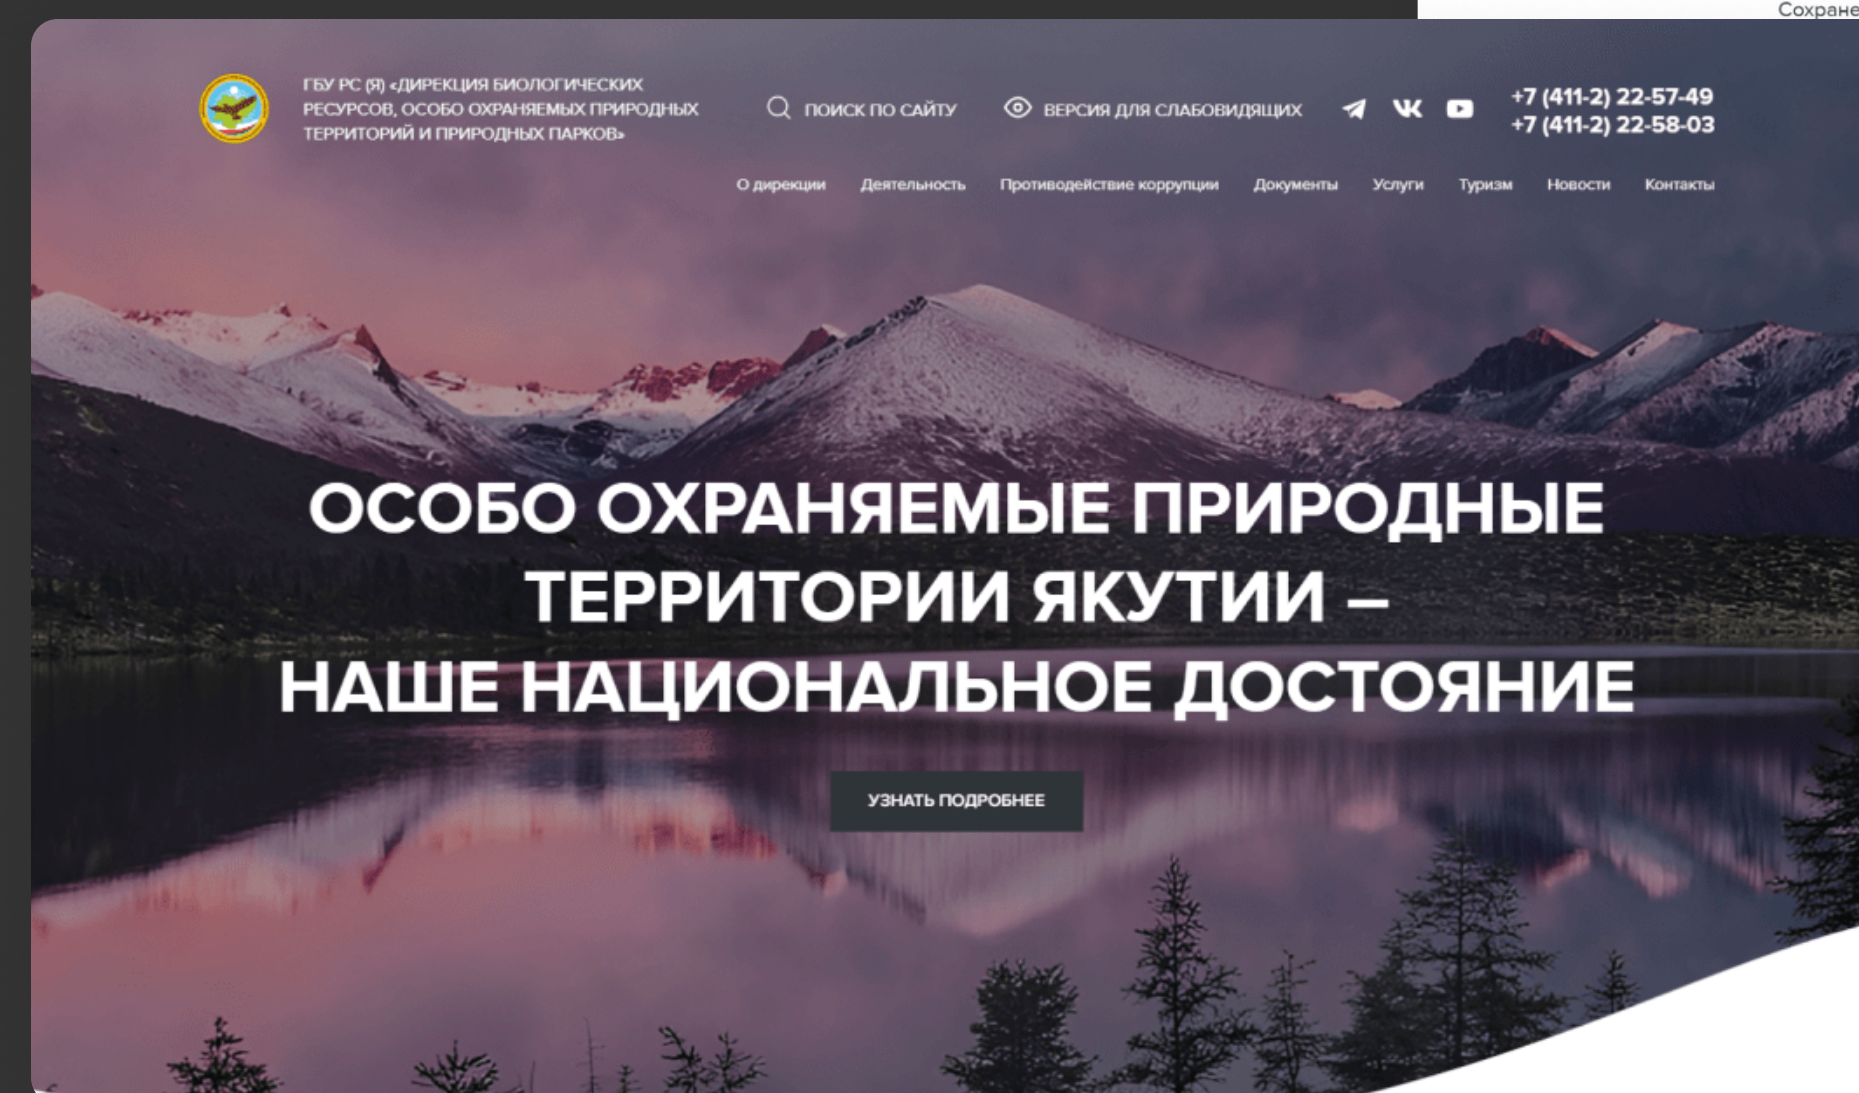 Сохране
ГБУ РС (Я) «ДИРЕКЦИЯ БИОЛОГИЧЕСКИХ
РЕСУРСОВ, ОСОБО ОХРАНЯЕМЫХ ПРИРОДНЫХ
ТЕРРИТОРИЙ И ПРИРОДНЫХ ПАРКОВ»
ПОИСК ПО САЙТУ
ВЕРСИЯ ДЛЯ СЛАБОВИДЯЩИХ
+7 (411-2) 22-57-49
+7 (411-2) 22-58-03
О дирекции Деятельность Противодействие коррупции Документы Услуги Туризм Новости Контакты
ОСОБО ОХРАНЯЕМЫЕ ПРИРОДНЫЕ
ТЕРРИТОРИИ ЯКУТИИ –
НАШЕ НАЦИОНАЛЬНОЕ ДОСТОЯНИЕ
УЗНАТЬ ПОДРОБНЕЕ